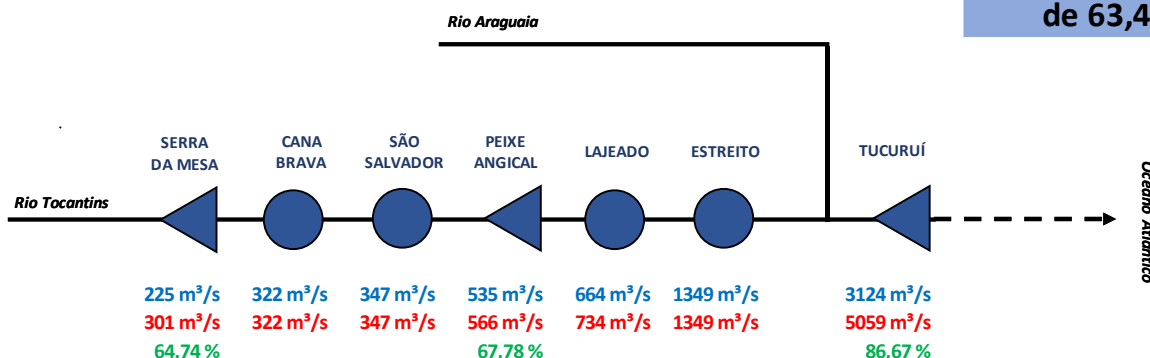 de 63,4
Rio Araguaia
SERRA
DA MESA
CANA
BRAVA
SÃO
SALVADOR
PEIXE
ANGICAL
LAJEADO
ESTREITO
TUCURUÍ
Rio Tocantins
Oceano Atlântico
225 m³/s 322 m³/s 347 m³/s 535 m³/s 664 m³/s 1349 m³/s 3124 m³/s
301 m³/s 322 m³/s 347 m³/s 566 m³/s 734 m³/s 1349 m³/s 5059 m³/s
64.74 % 67.78 % 86.67 %